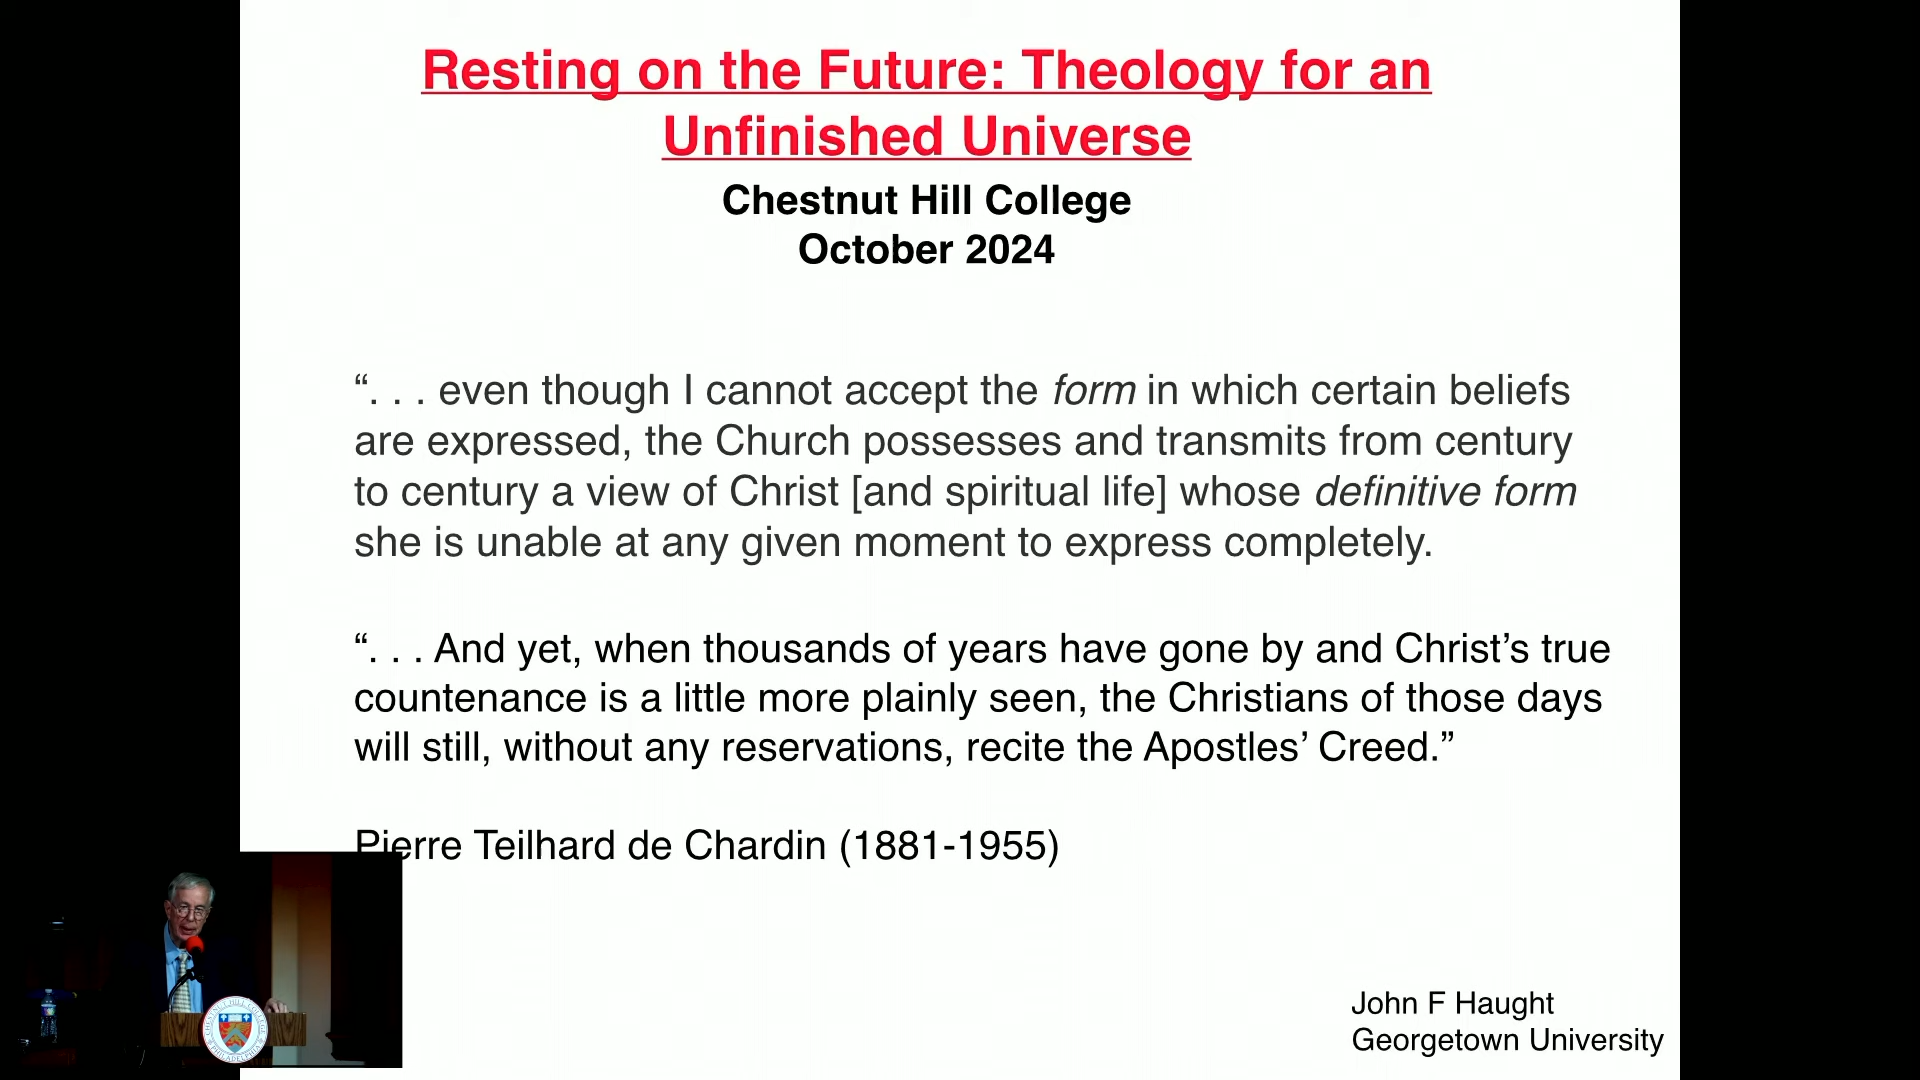 Resting on the Future: Theology for an
Unfinished Universe
Chestnut Hill College
October 2024
“. . . even though I cannot accept the form in which certain beliefs
are expressed, the Church possesses and transmits from century
to century a view of Christ [and spiritual life] whose definitive form
she is unable at any given moment to express completely.
“. . . And yet, when thousands of years have gone by and Christ’s true
countenance is a little more plainly seen, the Christians of those days
will still, without any reservations, recite the Apostles’ Creed.”
Pierre Teilhard de Chardin (1881-1955)
CHESTNUT HILL COLLEGE
PHILADELPHIA
John F Haught
Georgetown University